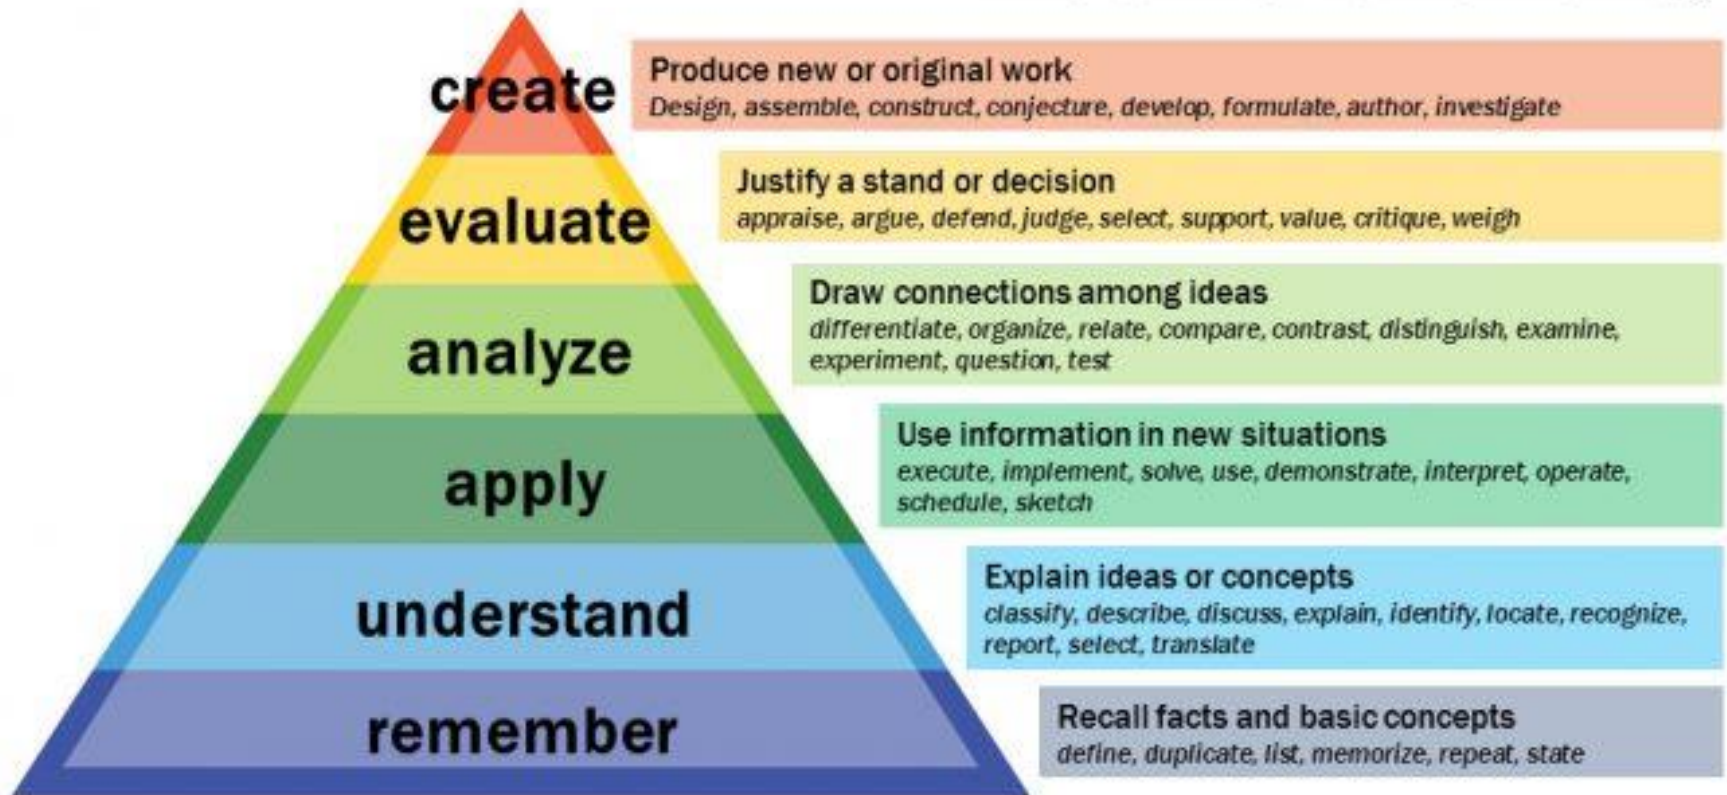 create
Produce new or original work
Design, assemble, construct, conjecture, develop, formulate, author, investigate
evaluate
Justify a stand or decision
appraise, argue, defend, judge, select, support, value, critique, weigh
analyze
Draw connections among ideas
differentiate, organize, relate, compare, contrast, distinguish, examine,
experiment, question, test
apply
Use information in new situations
execute, implement, solve, use, demonstrate, interpret, operate,
schedule, sketch
understand
Explain ideas or concepts
classify, describe, discuss, explain, identify, locate, recognize,
report, select, translate
remember
Recall facts and basic concepts
define, duplicate, list, memorize, repeat, state